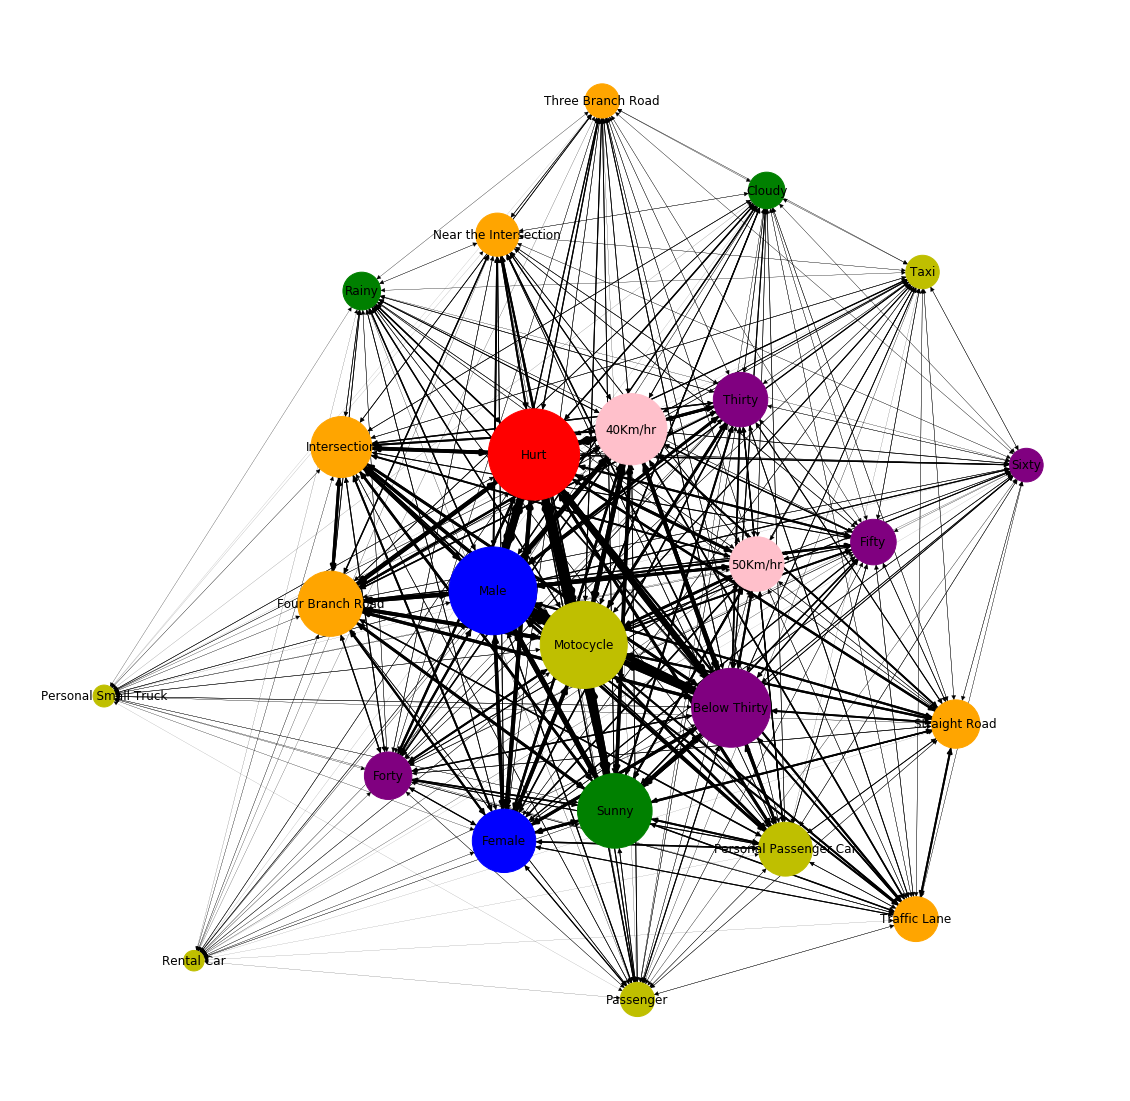 Three Branch Road
Cloudy
Near the Intersection
Taxi
Rainy
Thirty
40Km/hr
Intersection
Hurt
Sixty
Fifty
50Km/hr
Male
Four Branch Road
Motocycle
Personal Small Truck
Below Thirty
Straight Road
Forty
Sunny
Female
Personal Passenger Car
Traffic Lane
Rental Car
Passenger